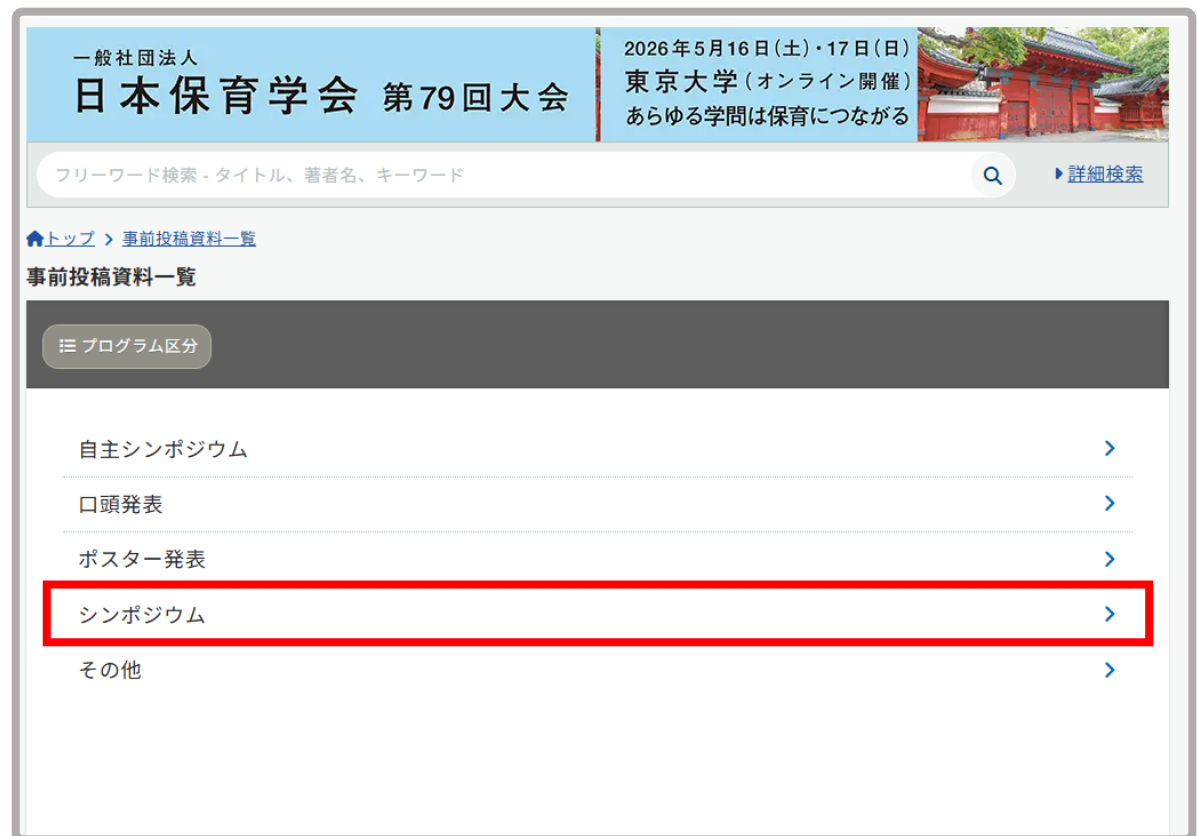 一般社団法人
日本保育学会 第79回大会
2026年5月16日(土)・17日(日)
東京大学(オンライン開催)
あらゆる学問は保育につながる
フリーワード検索 - タイトル、著者名、キーワード
詳細検索
トップ > 事前投稿資料一覧
事前投稿資料一覧
プログラム区分
自主シンポジウム
口頭発表
ポスター発表
シンポジウム
その他